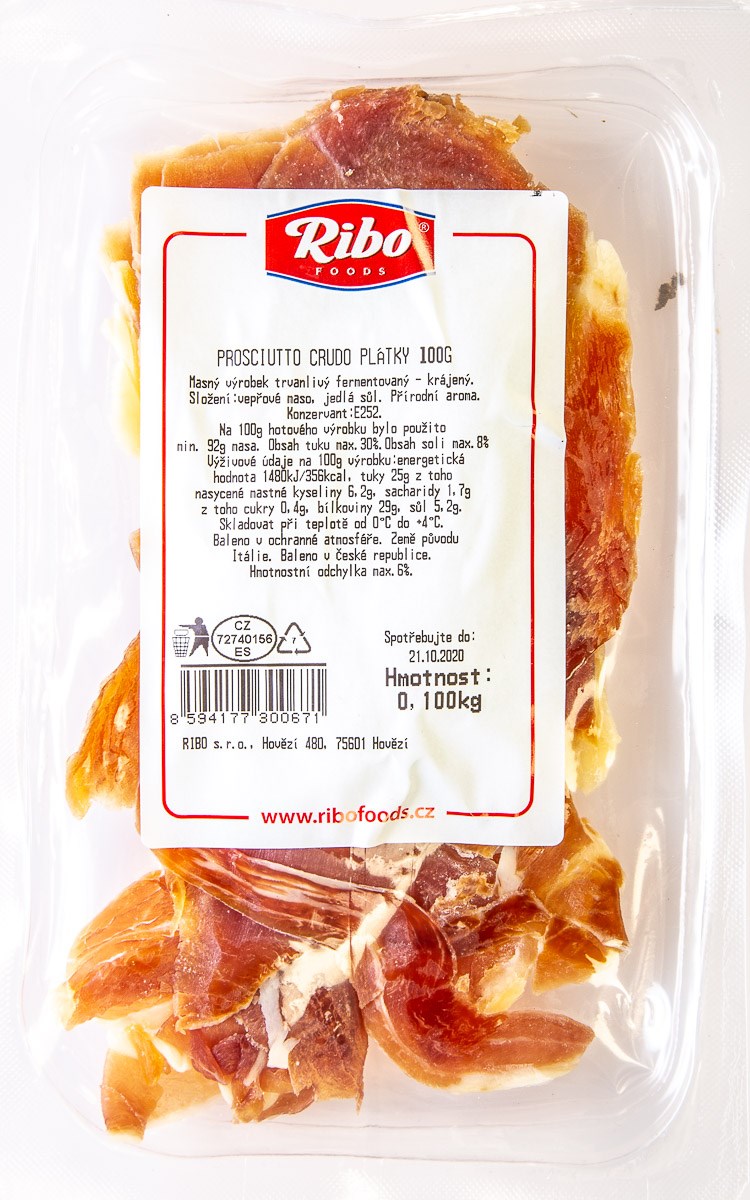 Ribo®
FOODS
PROSCIUTTO CRUDO PLÁTKY 100G
Masný výrobek trvanlivý fermentovaný - krájený.
Složení:vepřové maso, jedlá sůl. Přírodní aroma.
Konzervant:E252.
Na 100g hotového výrobku bylo použito
min. 92g masa. Obsah tuku max.30%.Obsah soli max.8%
Výživové údaje na 100g výrobku:energetická
hodnota 1480kJ/356kcal, tuky 25g z toho
nasycené mastné kyseliny 6,2g, sacharidy 1,7g
z toho cukry 0,4g, bílkoviny 29g, sůl 5,2g.
Skladovat při teplotě od 0°C do +4°C.
Baleno v ochranné atmosféře. Země původu
Itálie. Baleno v české republice.
Hmotnostní odchylka max.6%.
CZ
72740156
ES
7
Spotřebujte do:
21.10.2020
Hmotnost:
0,100kg
8 594177 300671
RIBO s.r.o., Hovězí 480, 75601 Hovězí
www.ribofoods.cz